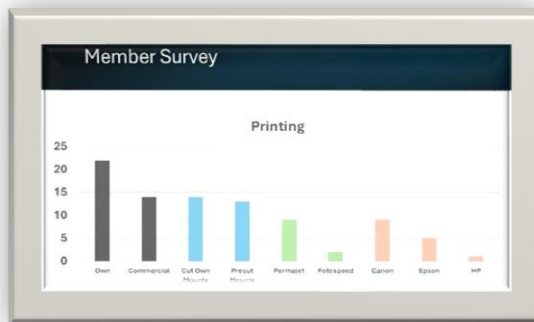 Member Survey
Printing
25
20
15
10
5
0
Own Commercial Cut Own Precut Permajet Fotospeed Canon Epson HP
Mounts Mounts